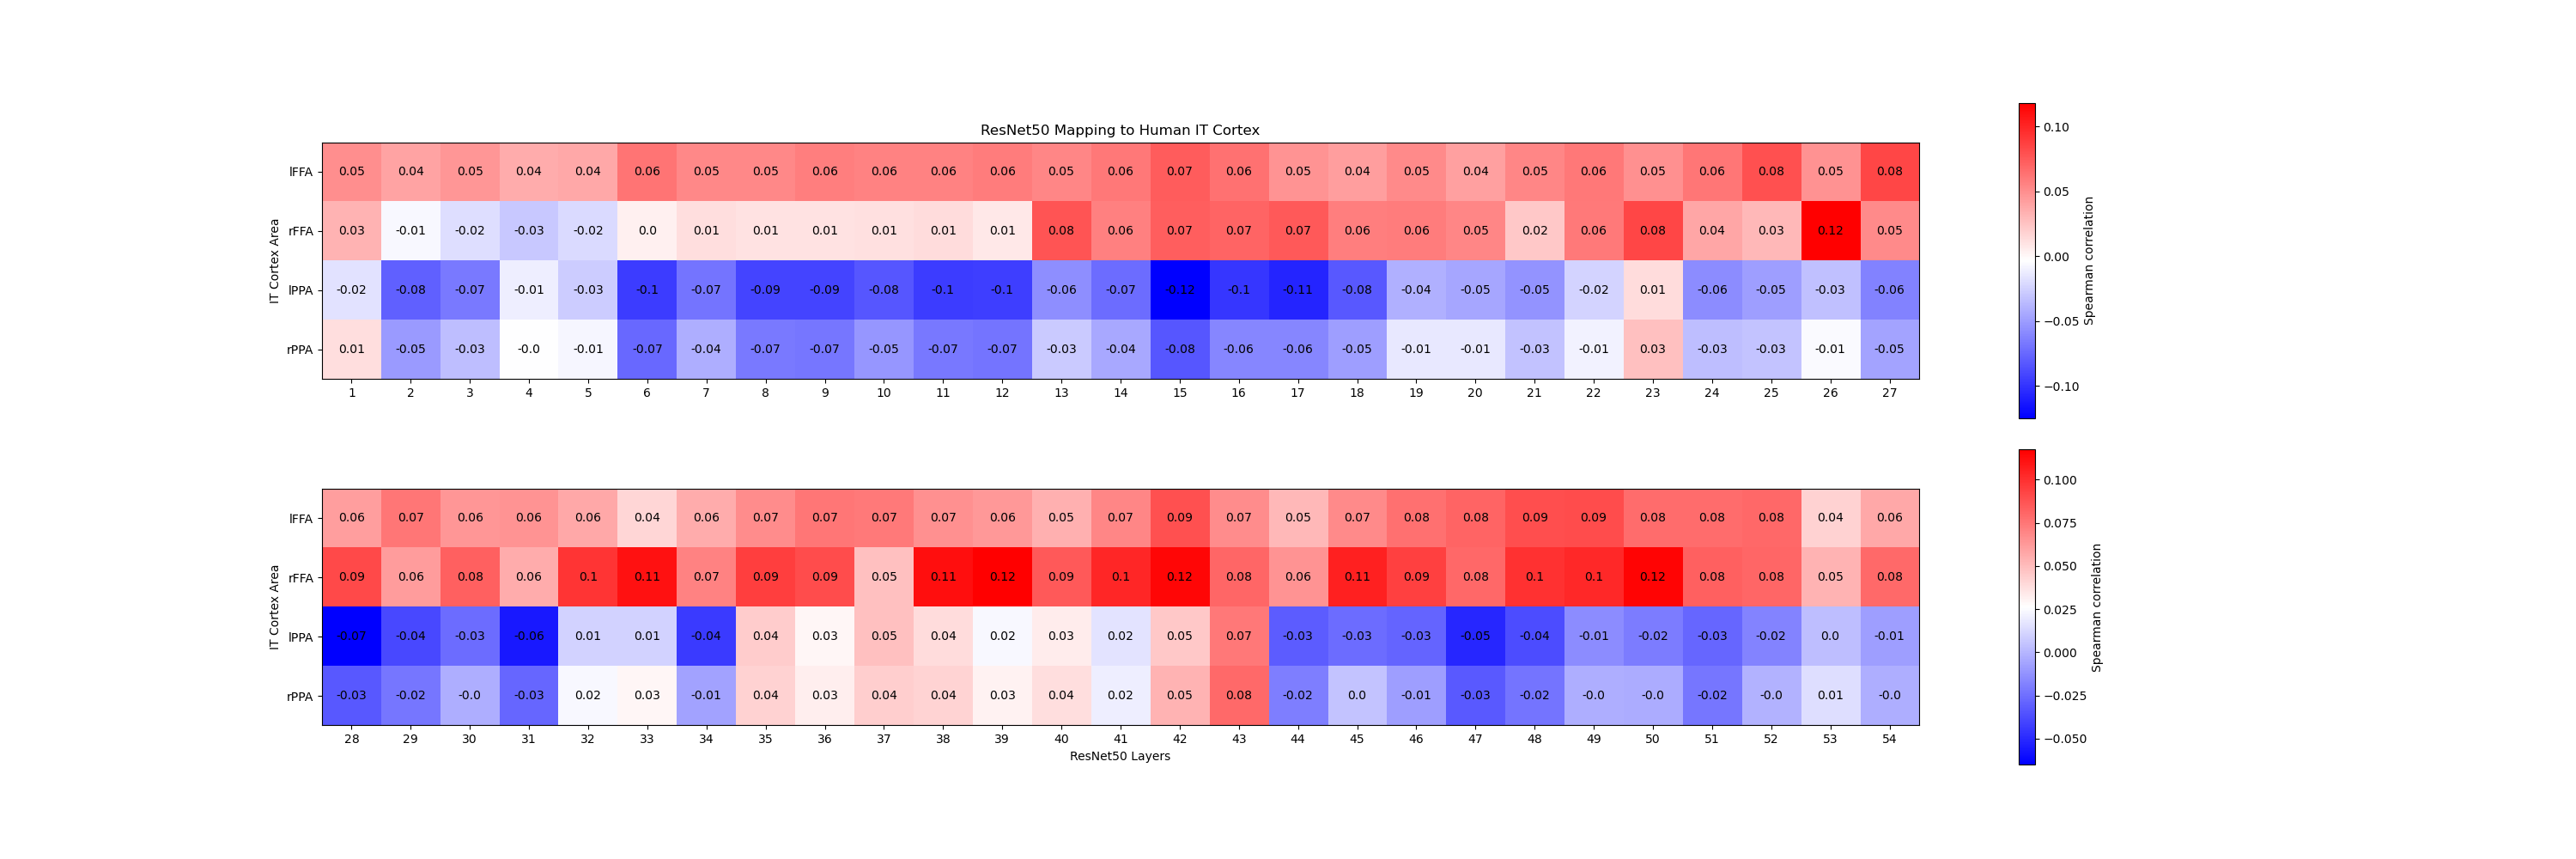 ResNet50 Mapping to Human IT Cortex
lFFA 0.05 0.04 0.05 0.04 0.04 0.06 0.05 0.05 0.06 0.06 0.06 0.06 0.05 0.06 0.07 0.06 0.05 0.04 0.05 0.04 0.05 0.06 0.05 0.06 0.08 0.05 0.08
rFFA 0.03 -0.01 -0.02 -0.03 -0.02 0.0 0.01 0.01 0.01 0.01 0.01 0.01 0.08 0.06 0.07 0.07 0.07 0.06 0.06 0.05 0.02 0.06 0.08 0.04 0.03 0.12 0.05
lPPA -0.02 -0.08 -0.07 -0.01 -0.03 -0.1 -0.07 -0.09 -0.09 -0.08 -0.1 -0.1 -0.06 -0.07 -0.12 -0.1 -0.11 -0.08 -0.04 -0.05 -0.05 -0.02 0.01 -0.06 -0.05 -0.03 -0.06
rPPA 0.01 -0.05 -0.03 -0.0 -0.01 -0.07 -0.04 -0.07 -0.07 -0.05 -0.07 -0.07 -0.03 -0.04 -0.08 -0.06 -0.06 -0.05 -0.01 -0.01 -0.03 -0.01 0.03 -0.03 -0.03 -0.01 -0.05
1 2 3 4 5 6 7 8 9 10 11 12 13 14 15 16 17 18 19 20 21 22 23 24 25 26 27
IT Cortex Area
0.10
0.05
0.00
−0.05
−0.10
Spearman correlation
lFFA 0.06 0.07 0.06 0.06 0.06 0.04 0.06 0.07 0.07 0.07 0.07 0.06 0.05 0.07 0.09 0.07 0.05 0.07 0.08 0.08 0.09 0.09 0.08 0.08 0.08 0.04 0.06
rFFA 0.09 0.06 0.08 0.06 0.1 0.11 0.07 0.09 0.09 0.05 0.11 0.12 0.09 0.1 0.12 0.08 0.06 0.11 0.09 0.08 0.1 0.1 0.12 0.08 0.08 0.05 0.08
lPPA -0.07 -0.04 -0.03 -0.06 0.01 0.01 -0.04 0.04 0.03 0.05 0.04 0.02 0.03 0.02 0.05 0.07 -0.03 -0.03 -0.03 -0.05 -0.04 -0.01 -0.02 -0.03 -0.02 0.0 -0.01
rPPA -0.03 -0.02 -0.0 -0.03 0.02 0.03 -0.01 0.04 0.03 0.04 0.04 0.03 0.04 0.02 0.05 0.08 -0.02 0.0 -0.01 -0.03 -0.02 -0.0 -0.0 -0.02 -0.0 0.01 -0.0
28 29 30 31 32 33 34 35 36 37 38 39 40 41 42 43 44 45 46 47 48 49 50 51 52 53 54
ResNet50 Layers
IT Cortex Area
0.100
0.075
0.050
0.025
0.000
−0.025
−0.050
Spearman correlation